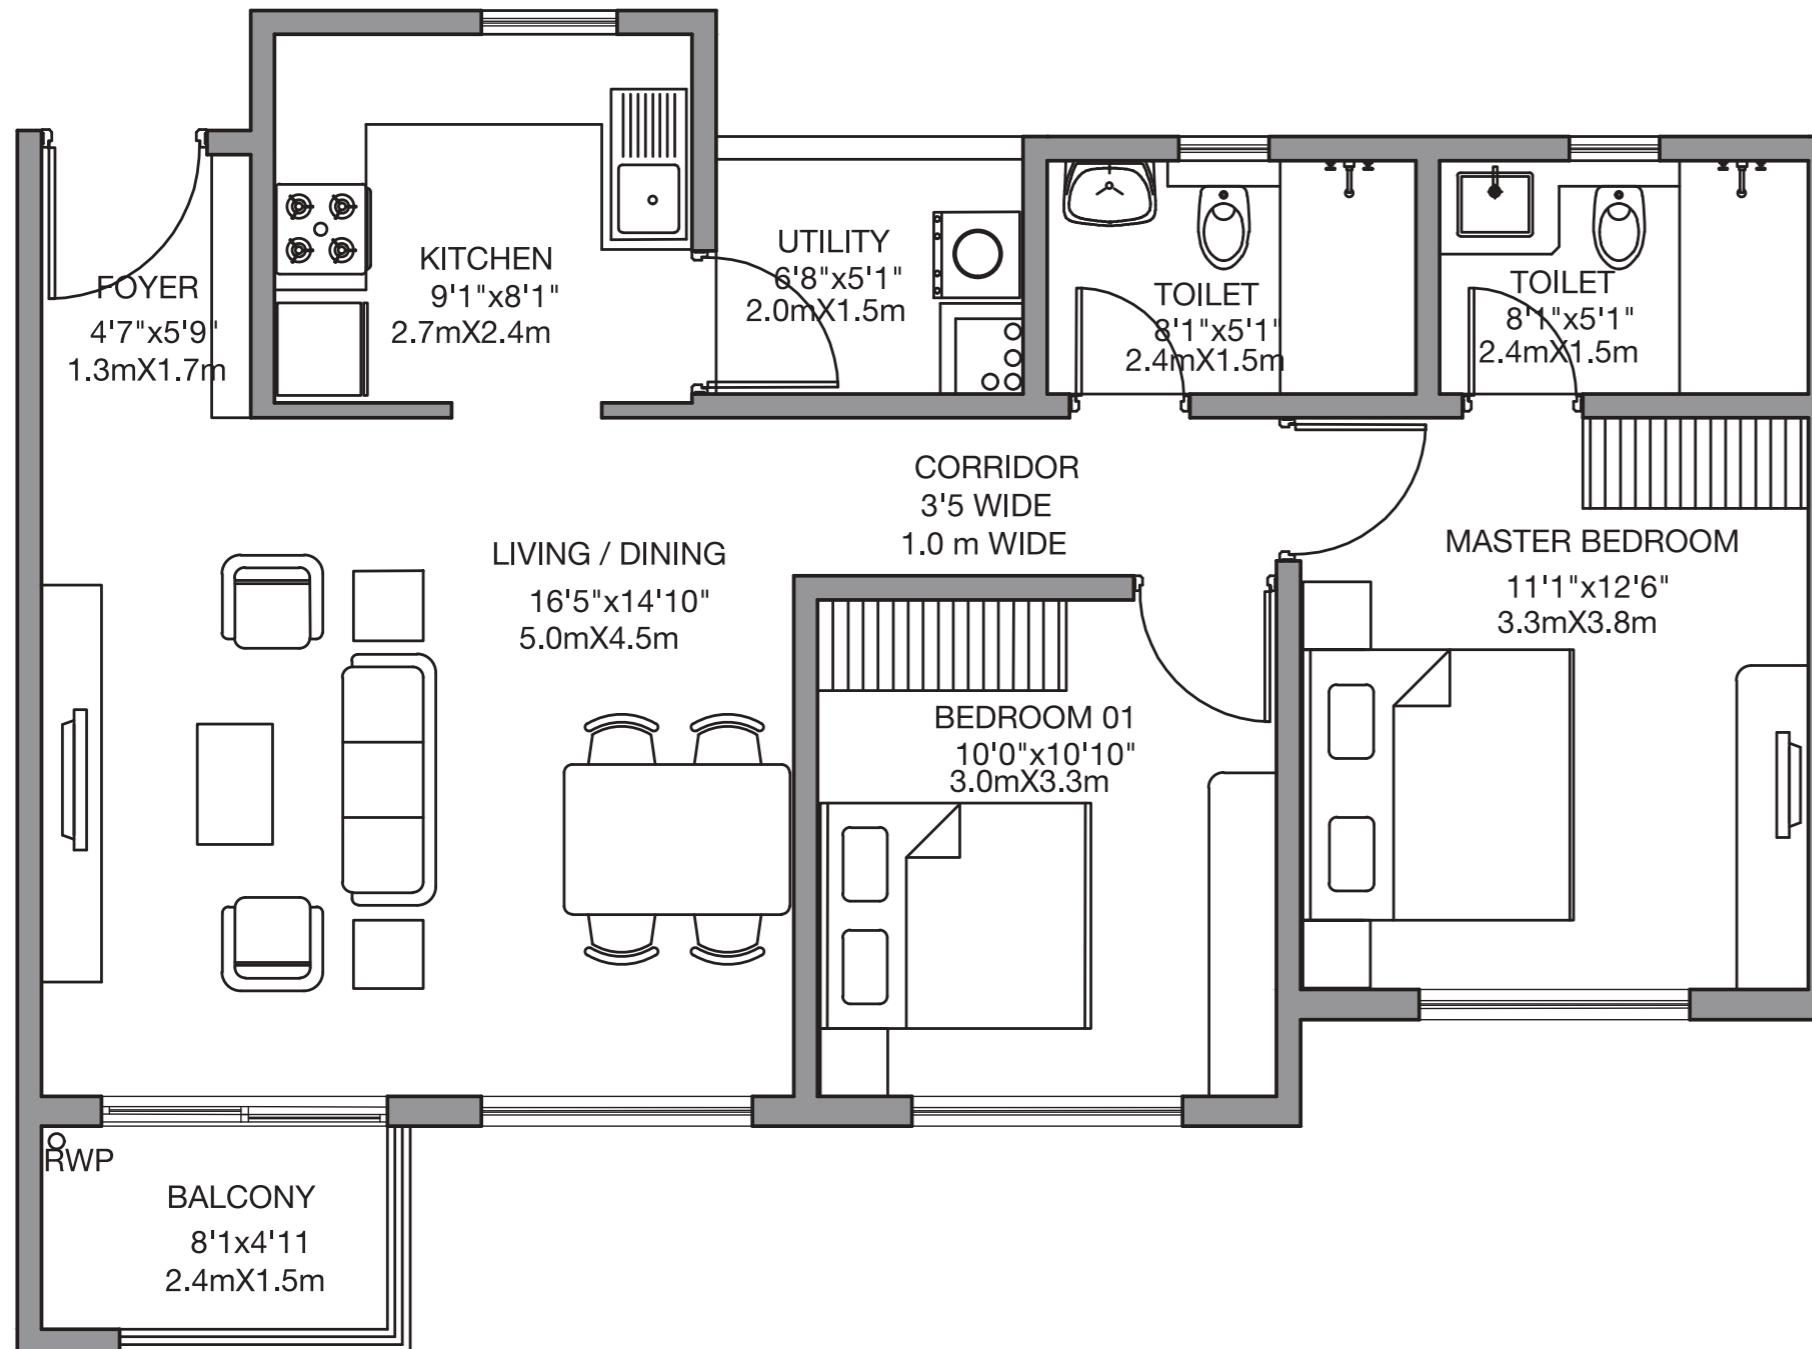 FOYER
4'7"x5'9"
1.3mX1.7m
KITCHEN
9'1"x8'1"
2.7mX2.4m
UTILITY
6'8"x5'1"
2.0mX1.5m
TOILET
8'1"x5'1"
2.4mX1.5m
TOILET
8'1"x5'1"
2.4mX1.5m
CORRIDOR
3'5 WIDE
1.0 m WIDE
LIVING / DINING
16'5"x14'10"
5.0mX4.5m
MASTER BEDROOM
11'1"x12'6"
3.3mX3.8m
BEDROOM 01
10'0"x10'10"
3.0mX3.3m
RWP
BALCONY
8'1x4'11
2.4mX1.5m